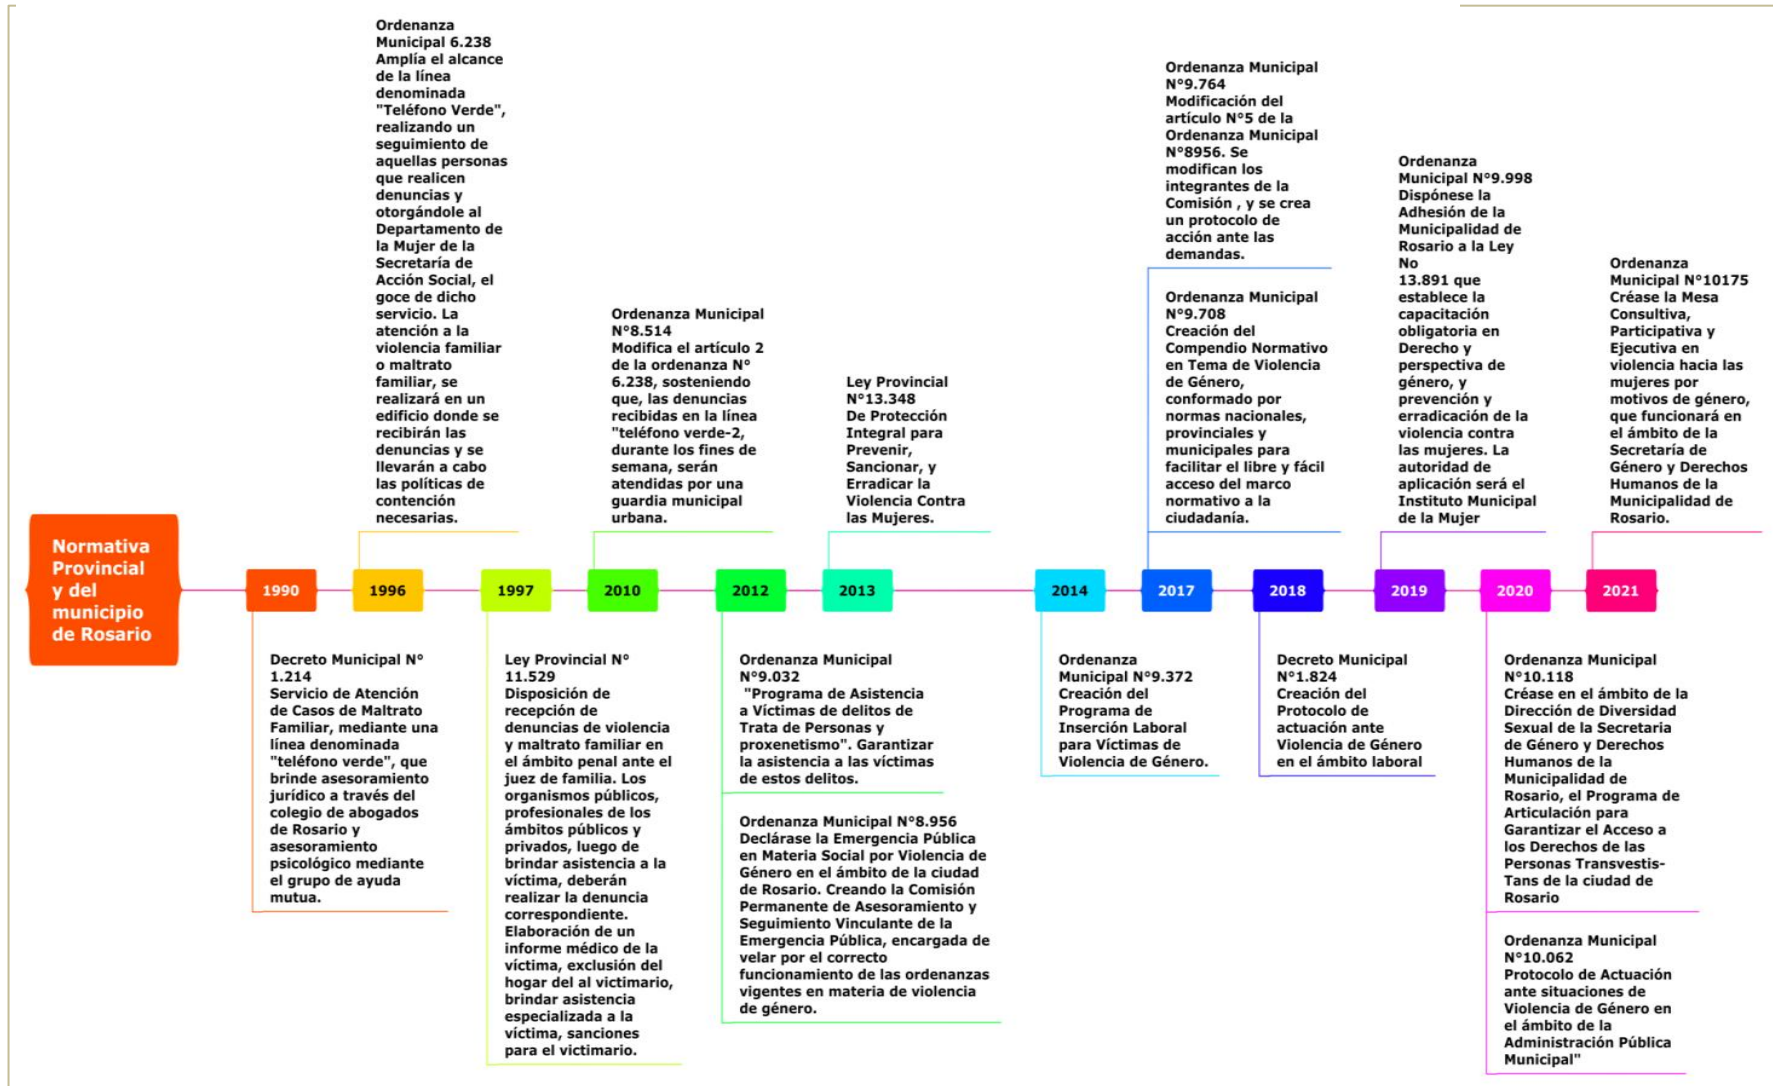 Normativa
Provincial
y del
municipio
de Rosario
1990
Decreto Municipal N°
1.214
Servicio de Atención
de Casos de Maltrato
Familiar, mediante una
línea denominada
"teléfono verde", que
brinde asesoramiento
jurídico a través del
colegio de abogados
de Rosario y
asesoramiento
psicológico mediante
el grupo de ayuda
mutua.
1996
Ordenanza
Municipal 6.238
Amplía el alcance
de la línea
denominada
"Teléfono Verde",
realizando un
seguimiento de
aquellas personas
que realicen
denuncias y
otorgándole al
Departamento de
la Mujer de la
Secretaría de
Acción Social, el
goce de dicho
servicio. La
atención a la
violencia familiar
o maltrato
familiar, se
realizará en un
edificio donde se
recibirán las
denuncias y se
llevarán a cabo
las políticas de
contención
necesarias.
1997
Ley Provincial N°
11.529
Disposición de
recepción de
denuncias de violencia
y maltrato familiar en
el ámbito penal ante el
juez de familia. Los
organismos públicos,
profesionales de los
ámbitos públicos y
privados, luego de
brindar asistencia a la
víctima, deberán
realizar la denuncia
correspondiente.
Elaboración de un
informe médico de la
víctima, exclusión del
hogar del al victimario,
brindar asistencia
especializada a la
víctima, sanciones
para el victimario.
2010
Ordenanza Municipal
N°8.514
Modifica el artículo 2
de la ordenanza N°
6.238, sosteniendo
que, las denuncias
recibidas en la línea
"teléfono verde-2,
durante los fines de
semana, serán
atendidas por una
guardia municipal
urbana.
2012
Ordenanza Municipal
N°9.032
"Programa de Asistencia
a Víctimas de delitos de
Trata de Personas y
proxenetismo". Garantizar
la asistencia a las víctimas
de estos delitos.
Ordenanza Municipal N°8.956
Declárase la Emergencia Pública
en Materia Social por Violencia de
Género en el ámbito de la ciudad
de Rosario. Creando la Comisión
Permanente de Asesoramiento y
Seguimiento Vinculante de la
Emergencia Pública, encargada de
velar por el correcto
funcionamiento de las ordenanzas
vigentes en materia de violencia
de género.
2013
Ley Provincial
N°13.348
De Protección
Integral para
Prevenir,
Sancionar, y
Erradicar la
Violencia Contra
las Mujeres.
2014
Ordenanza
Municipal N°9.372
Creación del
Programa de
Inserción Laboral
para Víctimas de
Violencia de Género.
2017
Ordenanza Municipal
N°9.764
Modificación del
artículo N°5 de la
Ordenanza Municipal
N°8956. Se
modifican los
integrantes de la
Comisión , y se crea
un protocolo de
acción ante las
demandas.
Ordenanza Municipal
N°9.708
Creación del
Compendio Normativo
en Tema de Violencia
de Género,
conformado por
normas nacionales,
provinciales y
municipales para
facilitar el libre y fácil
acceso del marco
normativo a la
ciudadanía.
2018
Decreto Municipal
N°1.824
Creación del
Protocolo de
actuación ante
Violencia de Género
en el ámbito laboral
2019
Ordenanza
Municipal N°9.998
Dispónese la
Adhesión de la
Municipalidad de
Rosario a la Ley
No
13.891 que
establece la
capacitación
obligatoria en
Derecho y
perspectiva de
género, y
prevención y
erradicación de la
violencia contra
las mujeres. La
autoridad de
aplicación será el
Instituto Municipal
de la Mujer
2020
Ordenanza Municipal
N°10.118
Créase en el ámbito de la
Dirección de Diversidad
Sexual de la Secretaria
de Género y Derechos
Humanos de la
Municipalidad de
Rosario, el Programa de
Articulación para
Garantizar el Acceso a
los Derechos de las
Personas Transvestis-
Tans de la ciudad de
Rosario
Ordenanza Municipal
N°10.062
Protocolo de Actuación
ante situaciones de
Violencia de Género en
el ámbito de la
Administración Pública
Municipal"
2021
Ordenanza
Municipal N°10175
Créase la Mesa
Consultiva,
Participativa y
Ejecutiva en
violencia hacia las
mujeres por
motivos de género,
que funcionará en
el ámbito de la
Secretaría de
Género y Derechos
Humanos de la
Municipalidad de
Rosario.